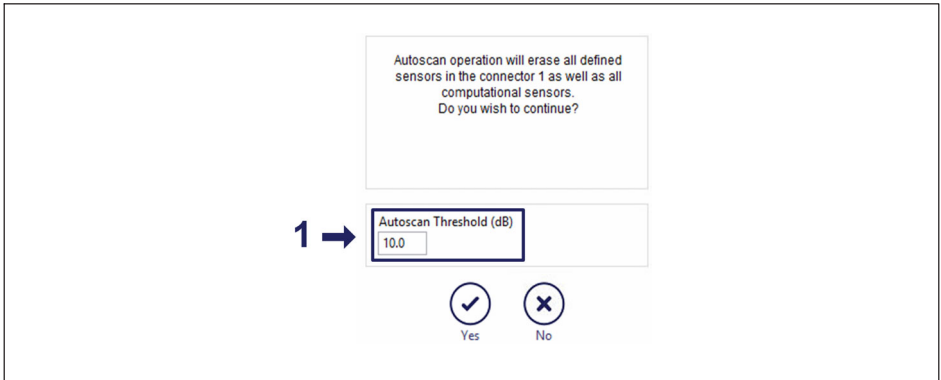 Autoscan operation will erase all defined
sensors in the connector 1 as well as all
computational sensors.
Do you wish to continue?
1
Autoscan Threshold (dB)
10.0
Yes
No